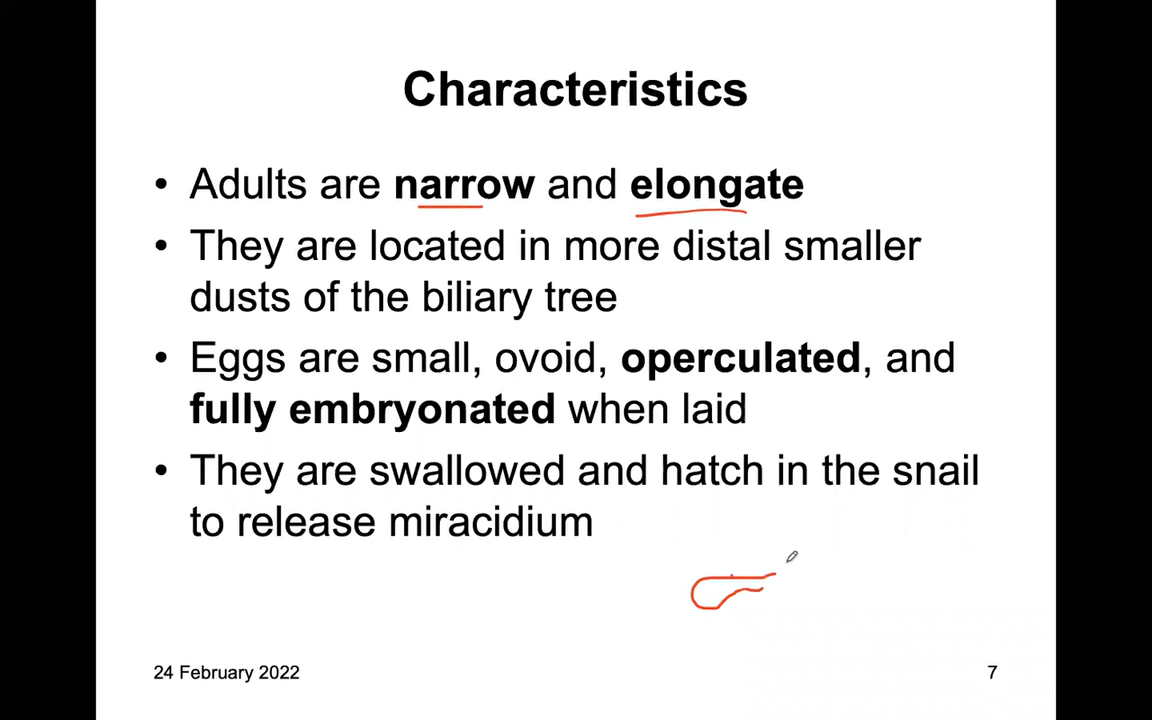 Characteristics
• Adults are narrow and elongate
• They are located in more distal smaller
dusts of the biliary tree
• Eggs are small, ovoid, operculated, and
fully embryonated when laid
• They are swallowed and hatch in the snail
to release miracidium
24 February 2022
7